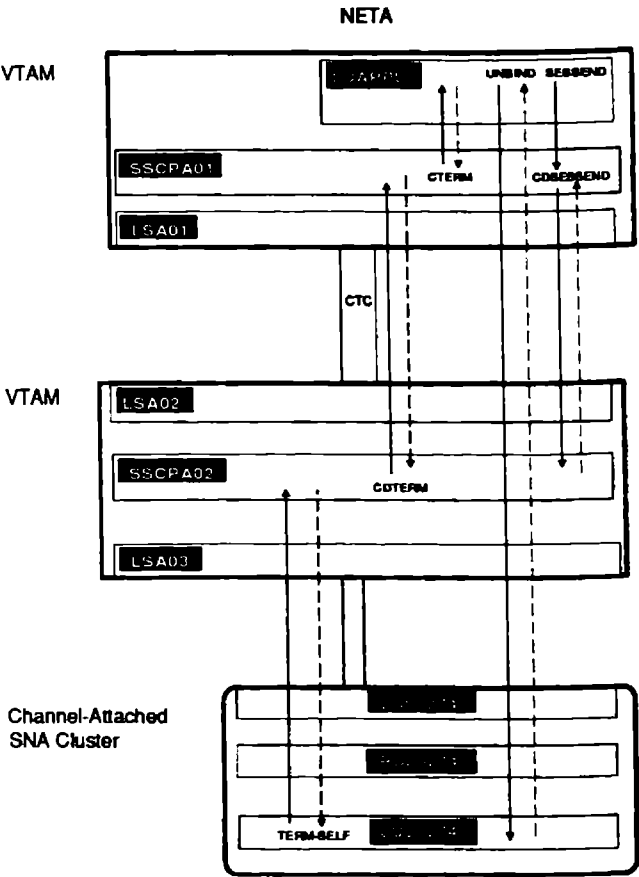 NETA
VTAM
UNBIND SESSEND
SSCPA01
CTERM
CDSESSEND
LSA01
CTC
VTAM
LSA02
SSCPA02
CDTERM
LSA03
Channel-Attached
SNA Cluster
TERM-SELF